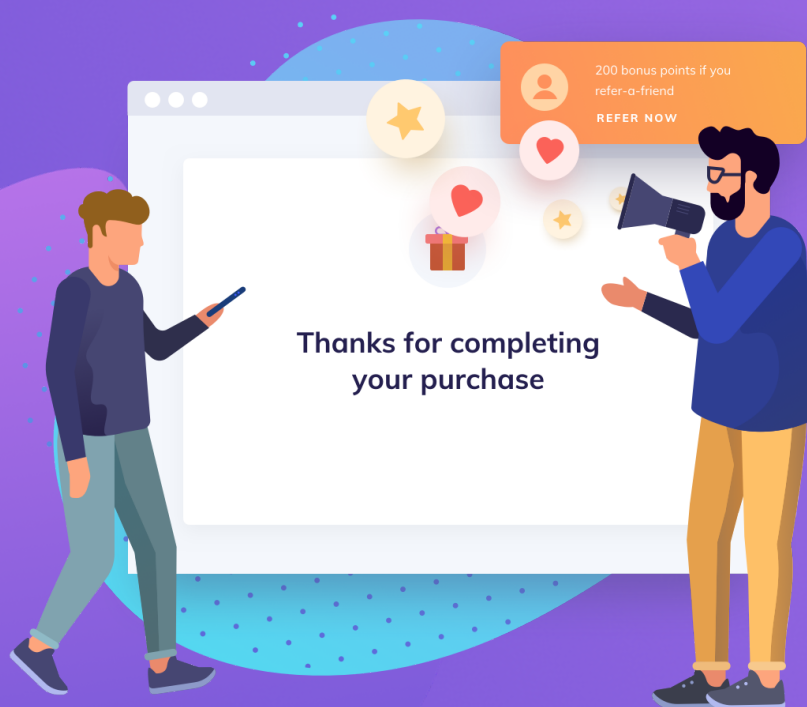 200 bonus points if you
refer-a-friend
REFER NOW
Thanks for completing
your purchase